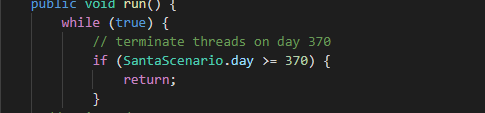 public void run() {
while (true) {
// terminate threads on day 370
if (SantaScenario.day >= 370) {
return;
}